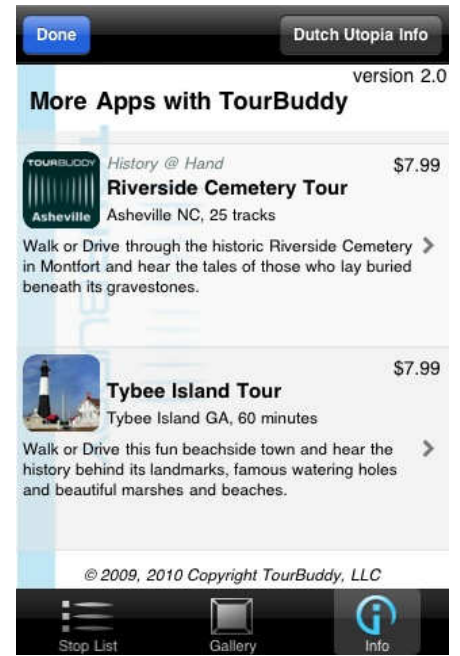 Done
Dutch Utopia Info
version 2.0
More Apps with TourBuddy
TOURBUDDY
Asheville
History @ Hand
$7.99
Riverside Cemetery Tour
Asheville NC, 25 tracks
Walk or Drive through the historic Riverside Cemetery
in Montfort and hear the tales of those who lay buried
beneath its gravestones.
$7.99
Tybee Island Tour
Tybee Island GA, 60 minutes
Walk or Drive this fun beachside town and hear the
history behind its landmarks, famous watering holes
and beautiful marshes and beaches.
© 2009, 2010 Copyright TourBuddy, LLC
Stop List
Gallery
Info